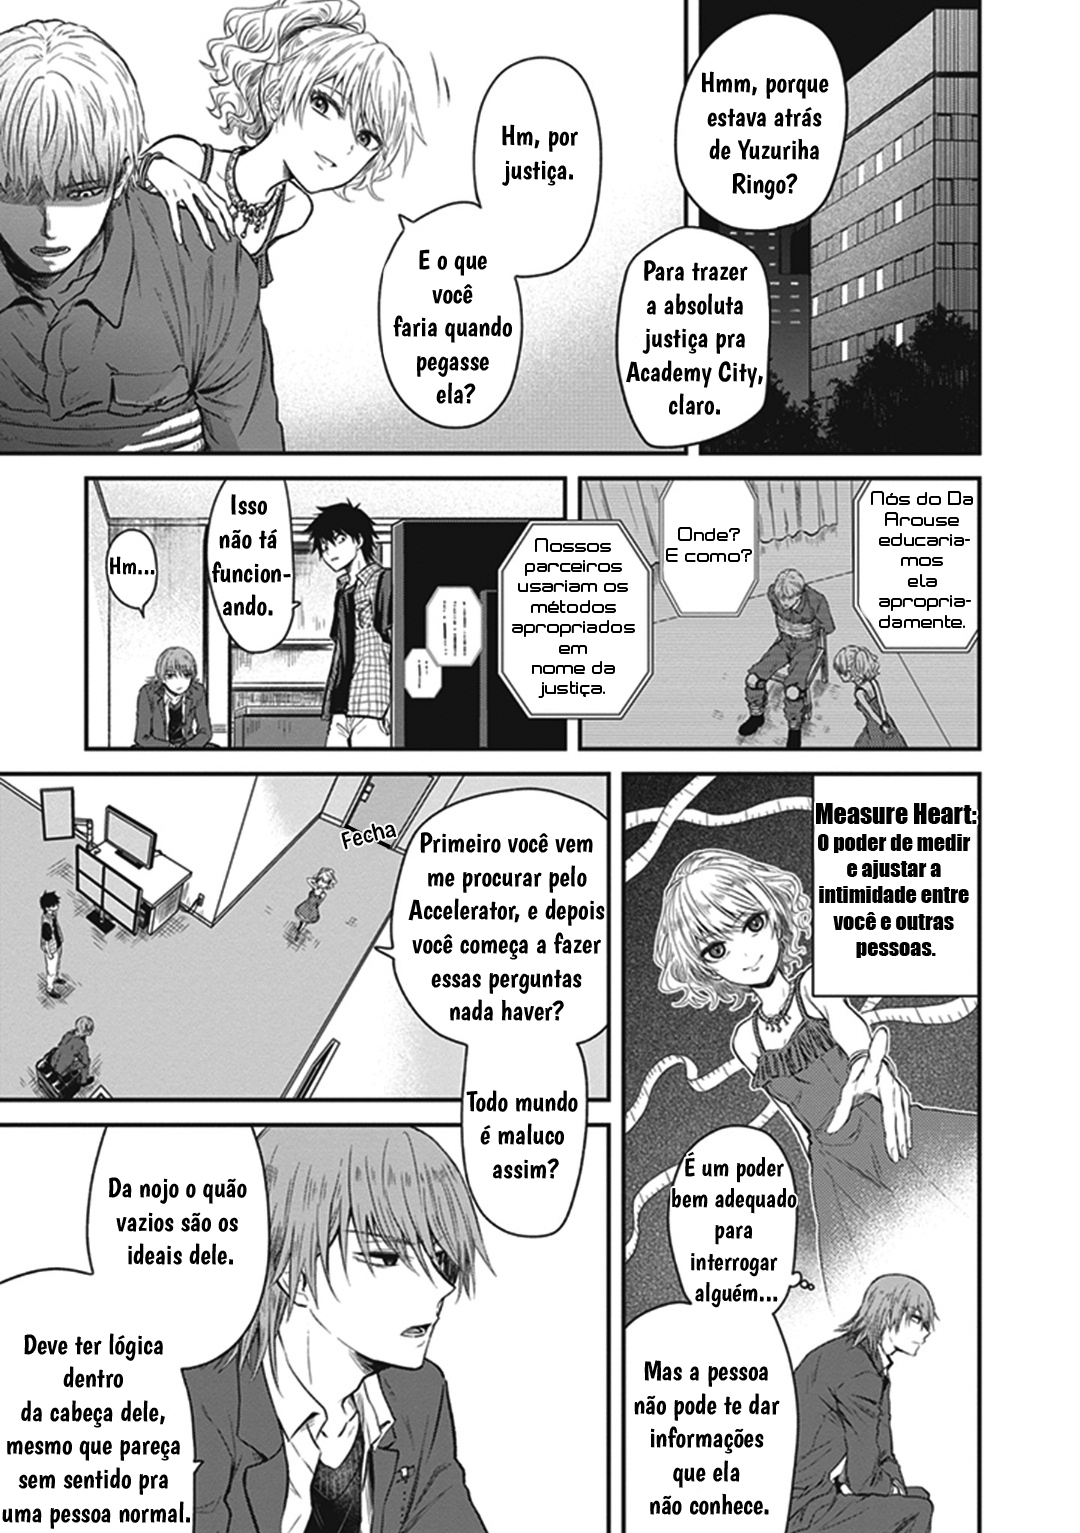 Hmm, porque
estava atrás
de Yuzuriha
Ringo?
Para trazer
a absoluta
justiça pra
Academy City,
claro.
Hm, por
justiça.
E o que
você
faria quando
pegasse
ela?
Nós do Da
Arouse
educaria-
mos
ela
apropria-
damente.
Onde?
E como?
Nossos
parceiros
usariam os
métodos
apropriados
em
nome da
justiça.
Isso
não tá
funcion-
ando.
Hm...
Measure Heart:
O poder de medir
e ajustar a
intimidade entre
você e outras
pessoas.
É um poder
bem adequado
para
interrogar
alguém...
Mas a pessoa
não pode te dar
informações
que ela
não conhece.
Fecha
Primeiro você vem
me procurar pelo
Accelerator, e depois
você começa a fazer
essas perguntas
nada haver?
Todo mundo
é maluco
assim?
Da nojo o quão
vazios são os
ideais dele.
Deve ter lógica
dentro
da cabeça dele,
mesmo que pareça
sem sentido pra
uma pessoa normal.